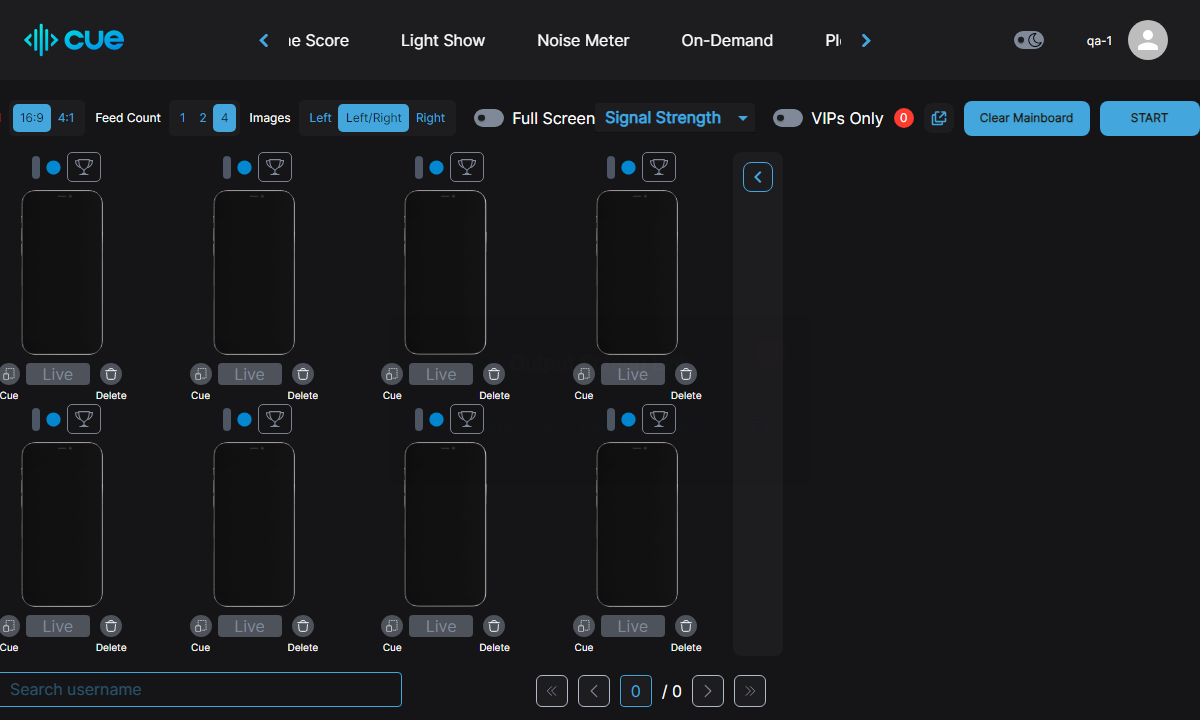 cue
e Score
Light Show
Noise Meter
On-Demand
qa-1
16:9
4:1
Feed Count
1
2
4
Images
Left
Left/Right
Right
Full Screen
Signal Strength
VIPs Only
0
Clear Mainboard
START
Live
Live
Live
Live
Cue
Delete
Cue
Delete
Cue
Delete
Cue
Delete
Live
Live
Live
Live
Cue
Delete
Cue
Delete
Cue
Delete
Cue
Delete
Search username
0
/ 0